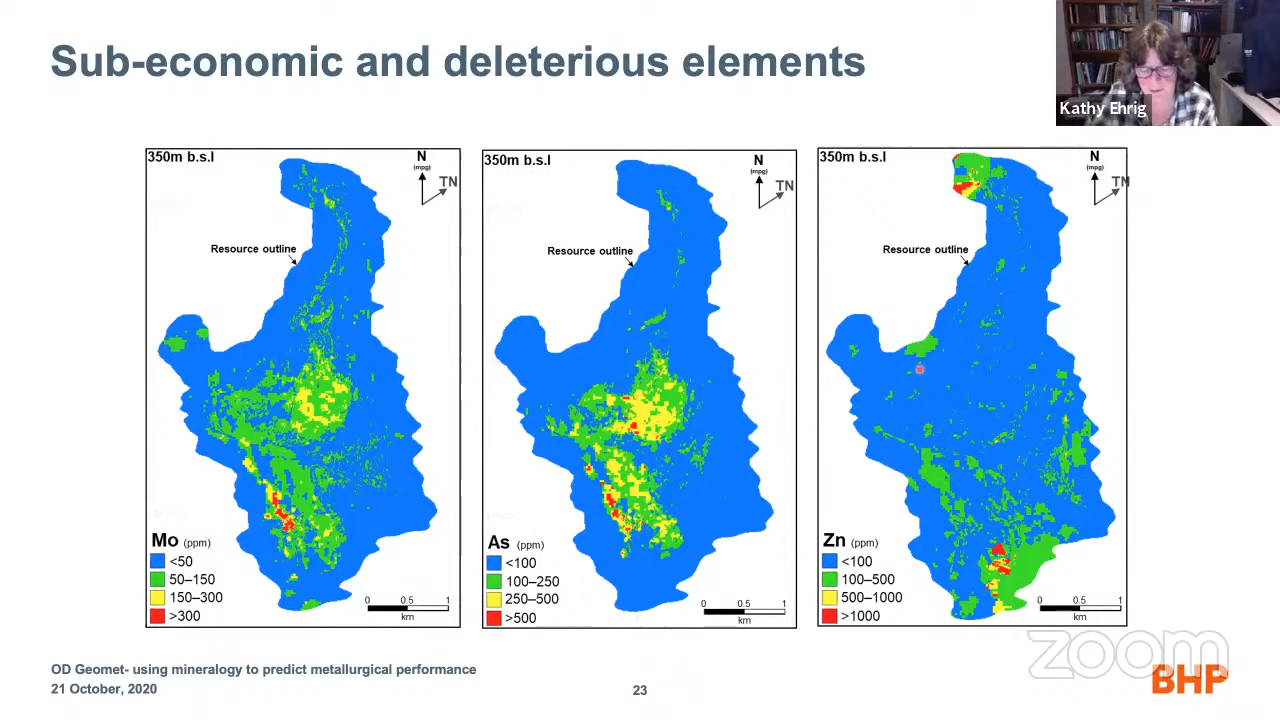 Sub-economic and deleterious elements
Kathy Ehrig
350m b.s.l
N
(mpg)
TN
Resource outline
Mo (ppm)
<50
50–150
150–300
>300
0 0.5 1
km
350m b.s.l
N
(mpg)
TN
Resource outline
As (ppm)
<100
100–250
250–500
>500
0 0.5 1
km
350m b.s.l
N
(mpg)
TN
Resource outline
Zn (ppm)
<100
100–500
500–1000
>1000
0 0.5 1
km
zoom
OD Geomet- using mineralogy to predict metallurgical performance
21 October, 2020
23
BHP